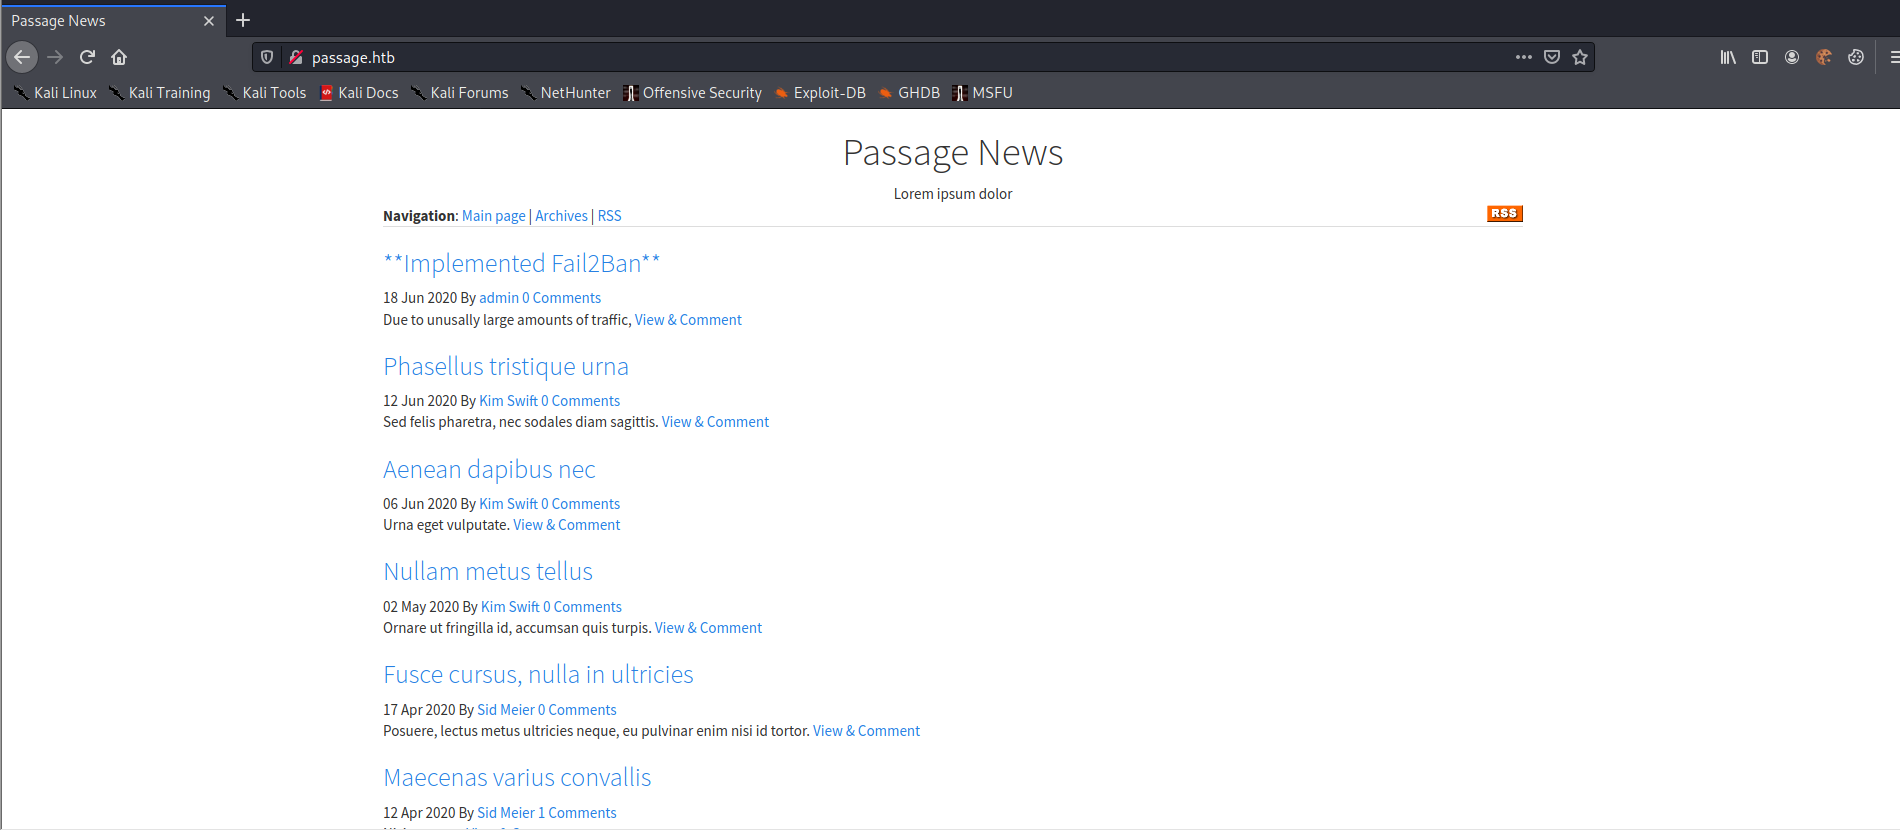 Passage News
passage.htb
Kali Linux Kali Training Kali Tools Kali Docs Kali Forums NetHunter Offensive Security Exploit-DB GHDB MSFU
Passage News
Lorem ipsum dolor
Navigation: Main page | Archives | RSS
RSS
**Implemented Fail2Ban**
18 Jun 2020 By admin 0 Comments
Due to unusally large amounts of traffic, View & Comment
Phasellus tristique urna
12 Jun 2020 By Kim Swift 0 Comments
Sed felis pharetra, nec sodales diam sagittis. View & Comment
Aenean dapibus nec
06 Jun 2020 By Kim Swift 0 Comments
Urna eget vulputate. View & Comment
Nullam metus tellus
02 May 2020 By Kim Swift 0 Comments
Ornare ut fringilla id, accumsan quis turpis. View & Comment
Fusce cursus, nulla in ultricies
17 Apr 2020 By Sid Meier 0 Comments
Posuere, lectus metus ultricies neque, eu pulvinar enim nisi id tortor. View & Comment
Maecenas varius convallis
12 Apr 2020 By Sid Meier 1 Comments